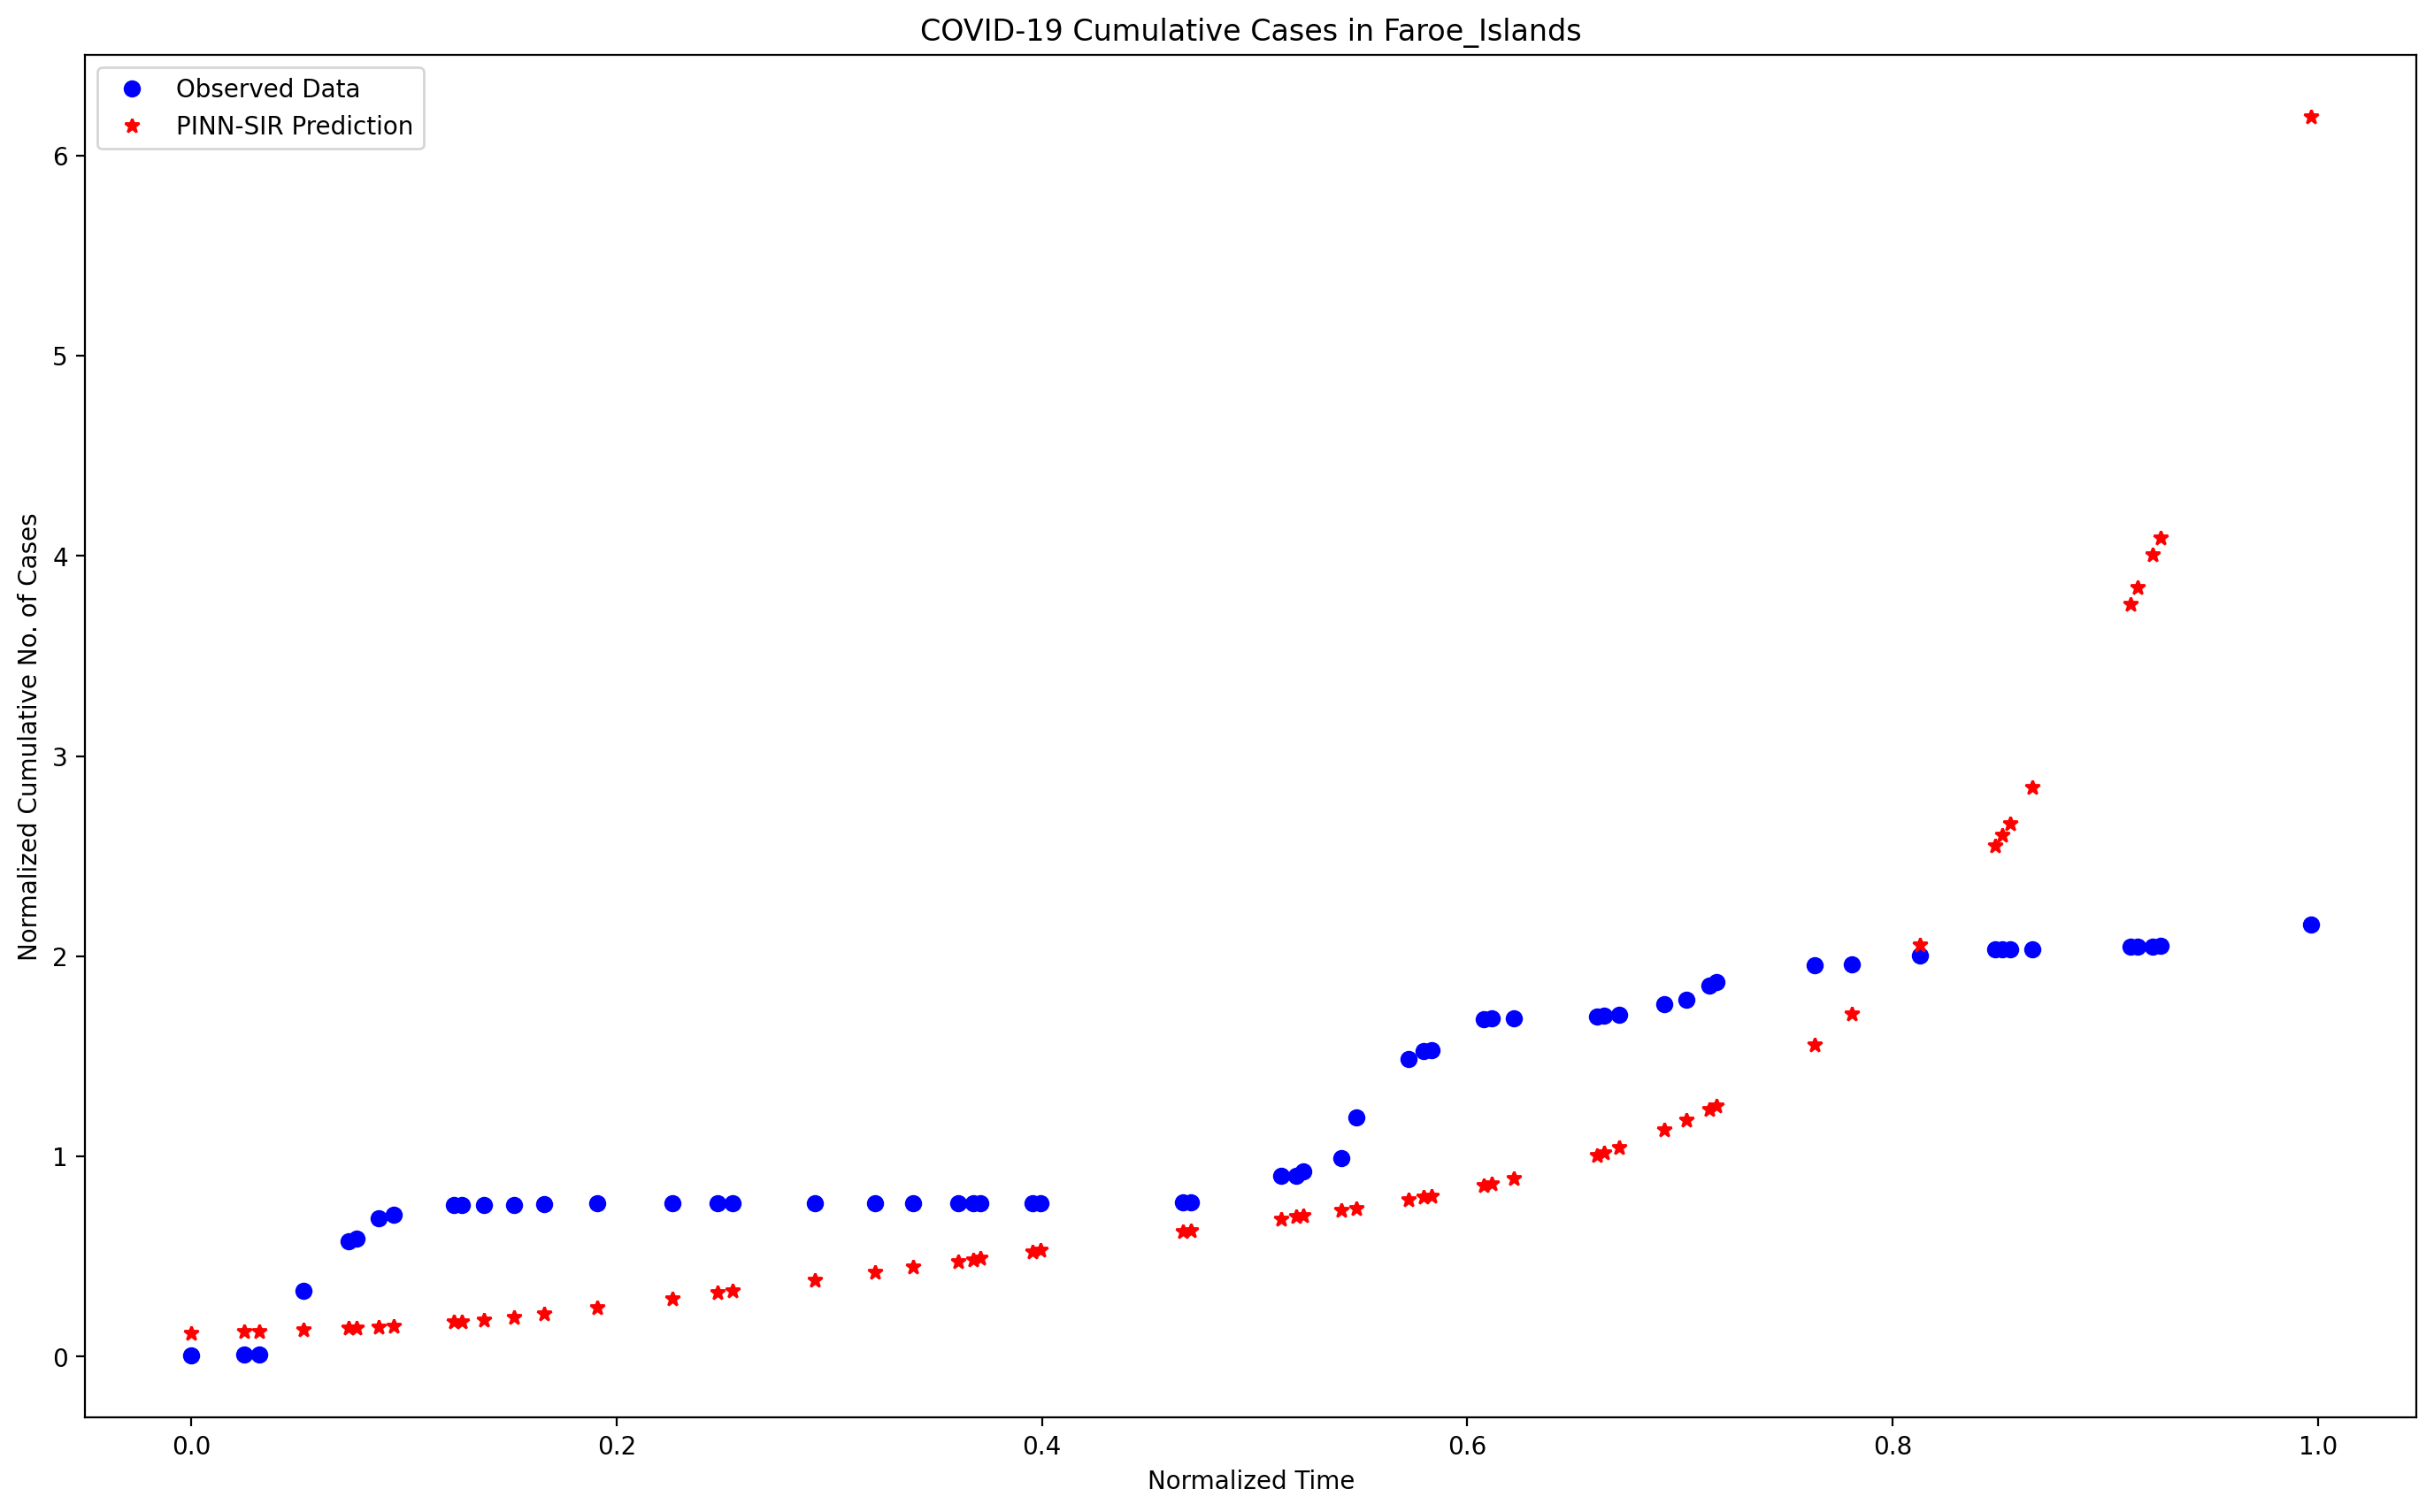 COVID-19 Cumulative Cases in Faroe_Islands
Observed Data
PINN-SIR Prediction
Normalized Cumulative No. of Cases
6
5
4
3
2
1
0
0.0
0.2
0.4
0.6
0.8
1.0
Normalized Time